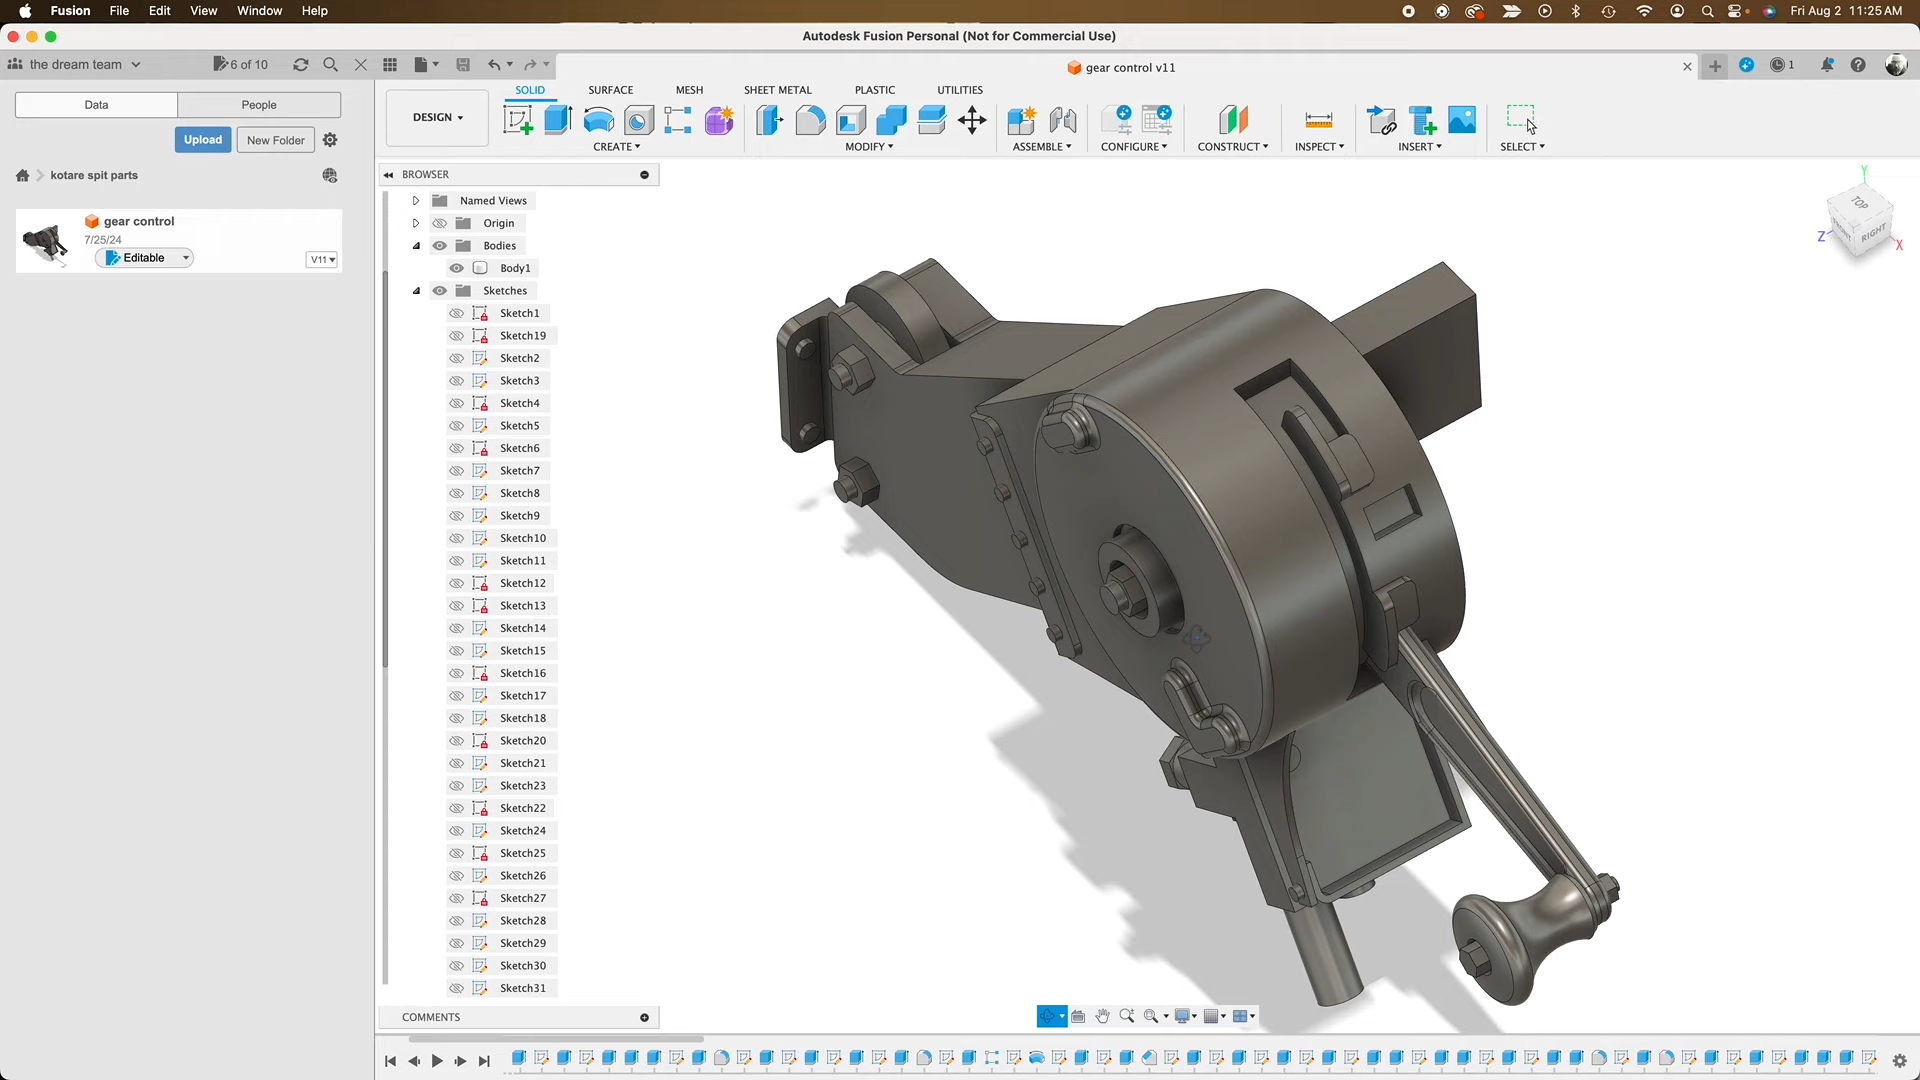 Fusion File Edit View Window Help
Fri Aug 2 11:25 AM
Autodesk Fusion Personal (Not for Commercial Use)
the dream team
6 of 10
gear control v11
1
Data
People
Upload
New Folder
kotare spit parts
gear control
7/25/24
Editable
V11
DESIGN
SOLID
SURFACE
MESH
SHEET METAL
PLASTIC
UTILITIES
CREATE
MODIFY
ASSEMBLE
CONFIGURE
CONSTRUCT
INSPECT
INSERT
SELECT
BROWSER
Named Views
Origin
Bodies
Body1
Sketches
Sketch1
Sketch19
Sketch2
Sketch3
Sketch4
Sketch5
Sketch6
Sketch7
Sketch8
Sketch9
Sketch10
Sketch11
Sketch12
Sketch13
Sketch14
Sketch15
Sketch16
Sketch17
Sketch18
Sketch20
Sketch21
Sketch23
Sketch22
Sketch24
Sketch25
Sketch26
Sketch27
Sketch28
Sketch29
Sketch30
Sketch31
COMMENTS
Y
TOP
FRONT
RIGHT
Z
X